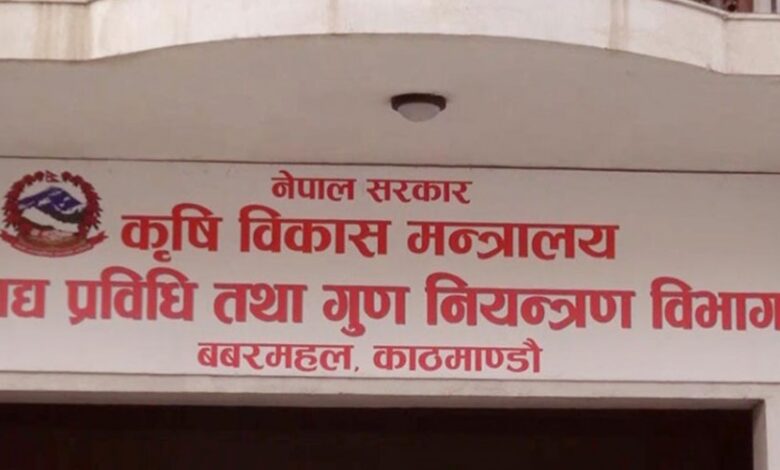 नेपाल सरकार
कृषि विकास मन्त्रालय
द्य प्रविधि तथा गुण नियन्त्रण विभाग
बबरमहल, काठमाण्डौ